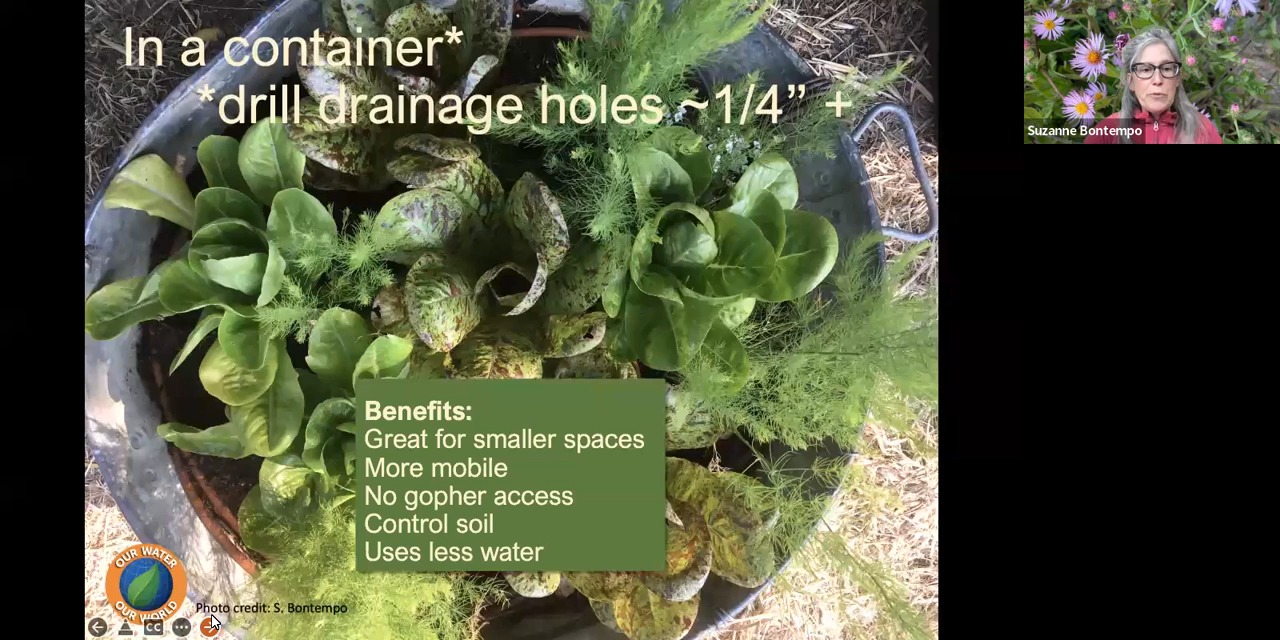 In a container*
*drill drainage holes ~1/4” +
Suzanne Bontempo
Benefits:
Great for smaller spaces
More mobile
No gopher access
Control soil
Uses less water
OUR WATER
OUR WORLD
Photo credit: S. Bontempo
CC